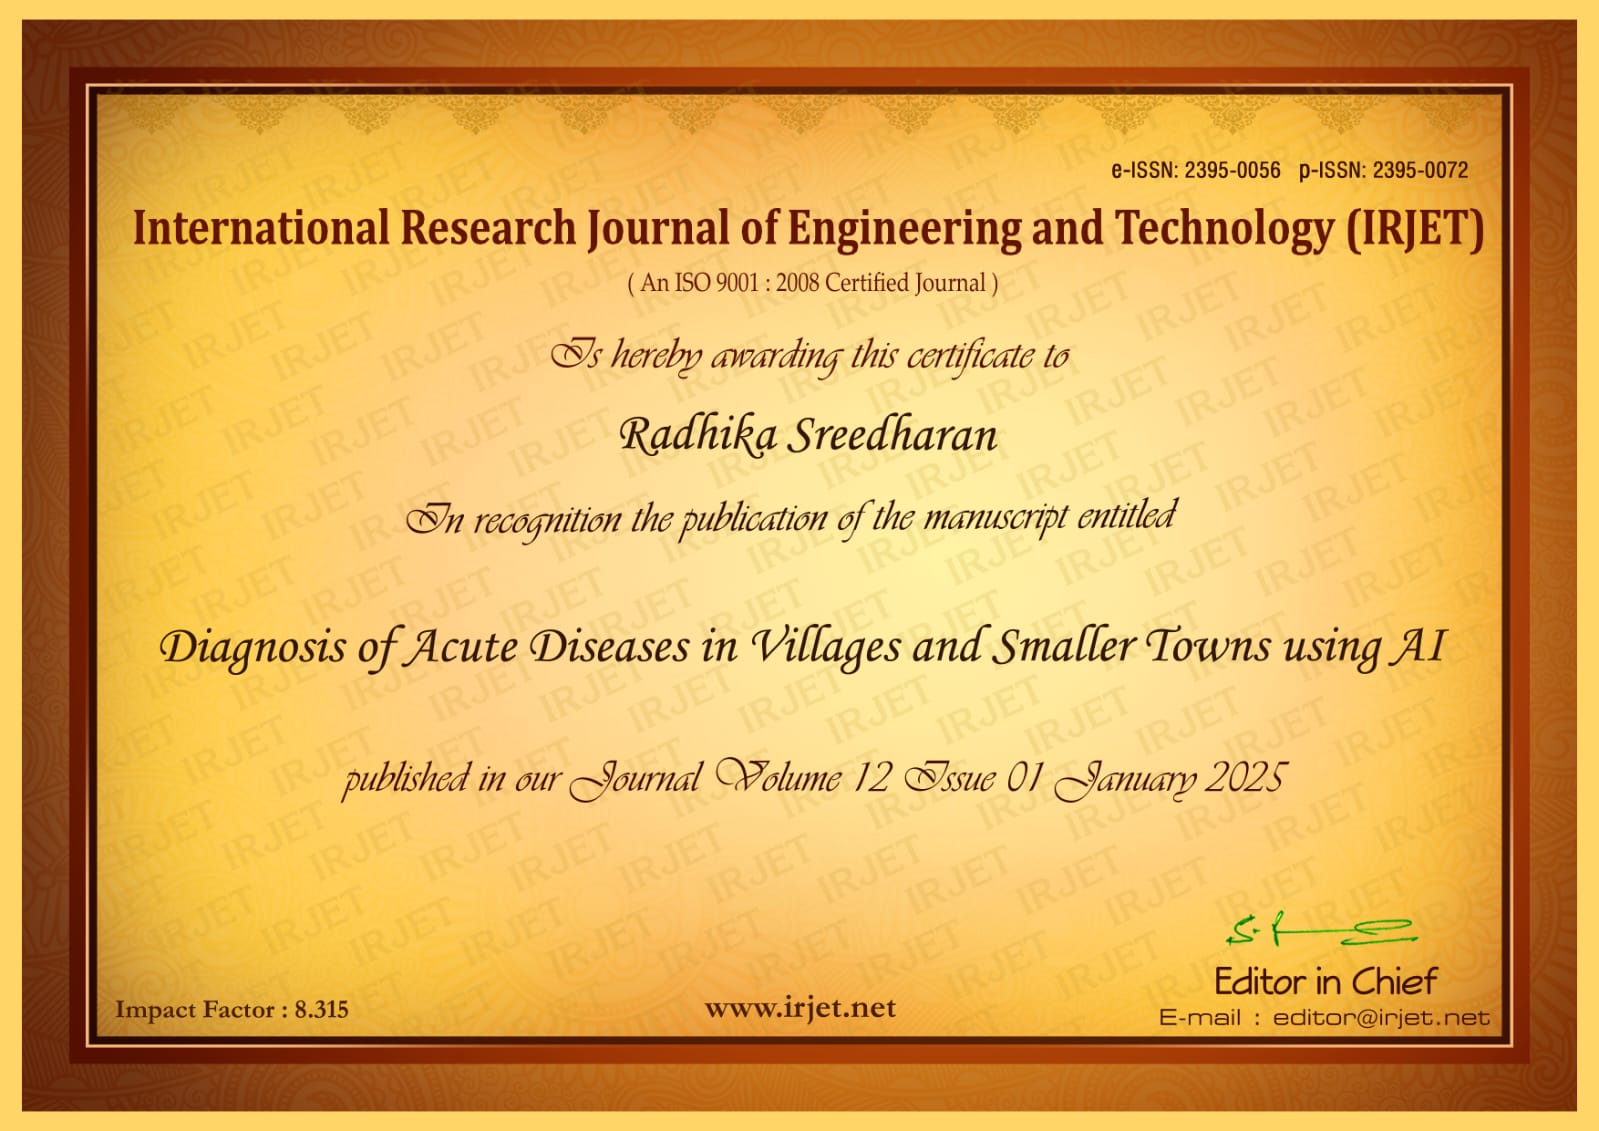 e-ISSN: 2395-0056 p-ISSN: 2395-0072
International Research Journal of Engineering and Technology (IRJET)
( An ISO 9001 : 2008 Certified Journal )
Is hereby awarding this certificate to
Radhika Sreedharan
In recognition the publication of the manuscript entitled
Diagnosis of Acute Diseases in Villages and Smaller Towns using AI
published in our Journal Volume 12 Issue 01 January 2025
Editor in Chief
Impact Factor : 8.315
www.irjet.net
E-mail : editor@irjet.net